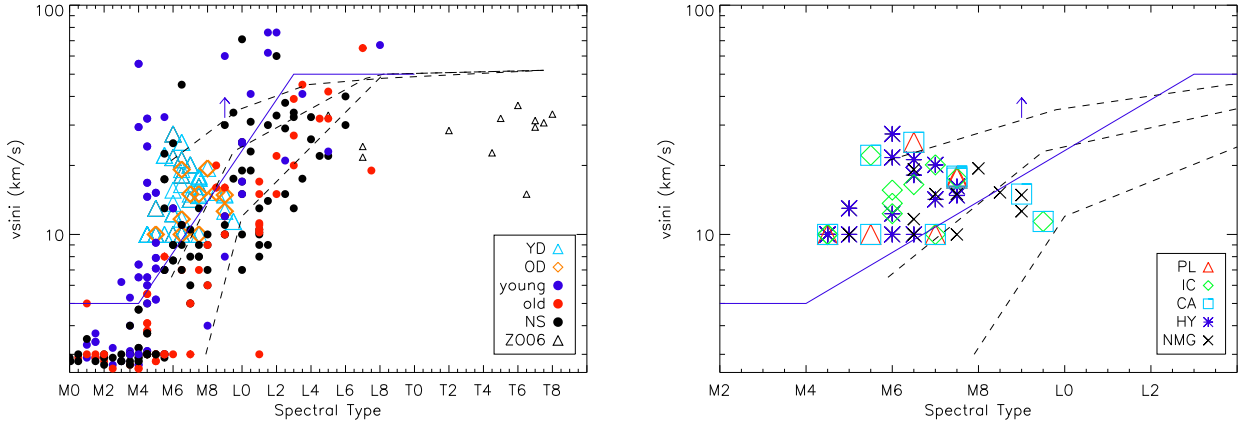 100
10
vsini (km/s)
YD
OD
young
old
NS
ZO06
M0 M2 M4 M6 M8 L0 L2 L4 L6 L8 T0 T2 T4 T6 T8
Spectral Type
100
10
vsini (km/s)
PL
IC
CA
HY
NMG
M2 M4 M6 M8 L0 L2
Spectral Type